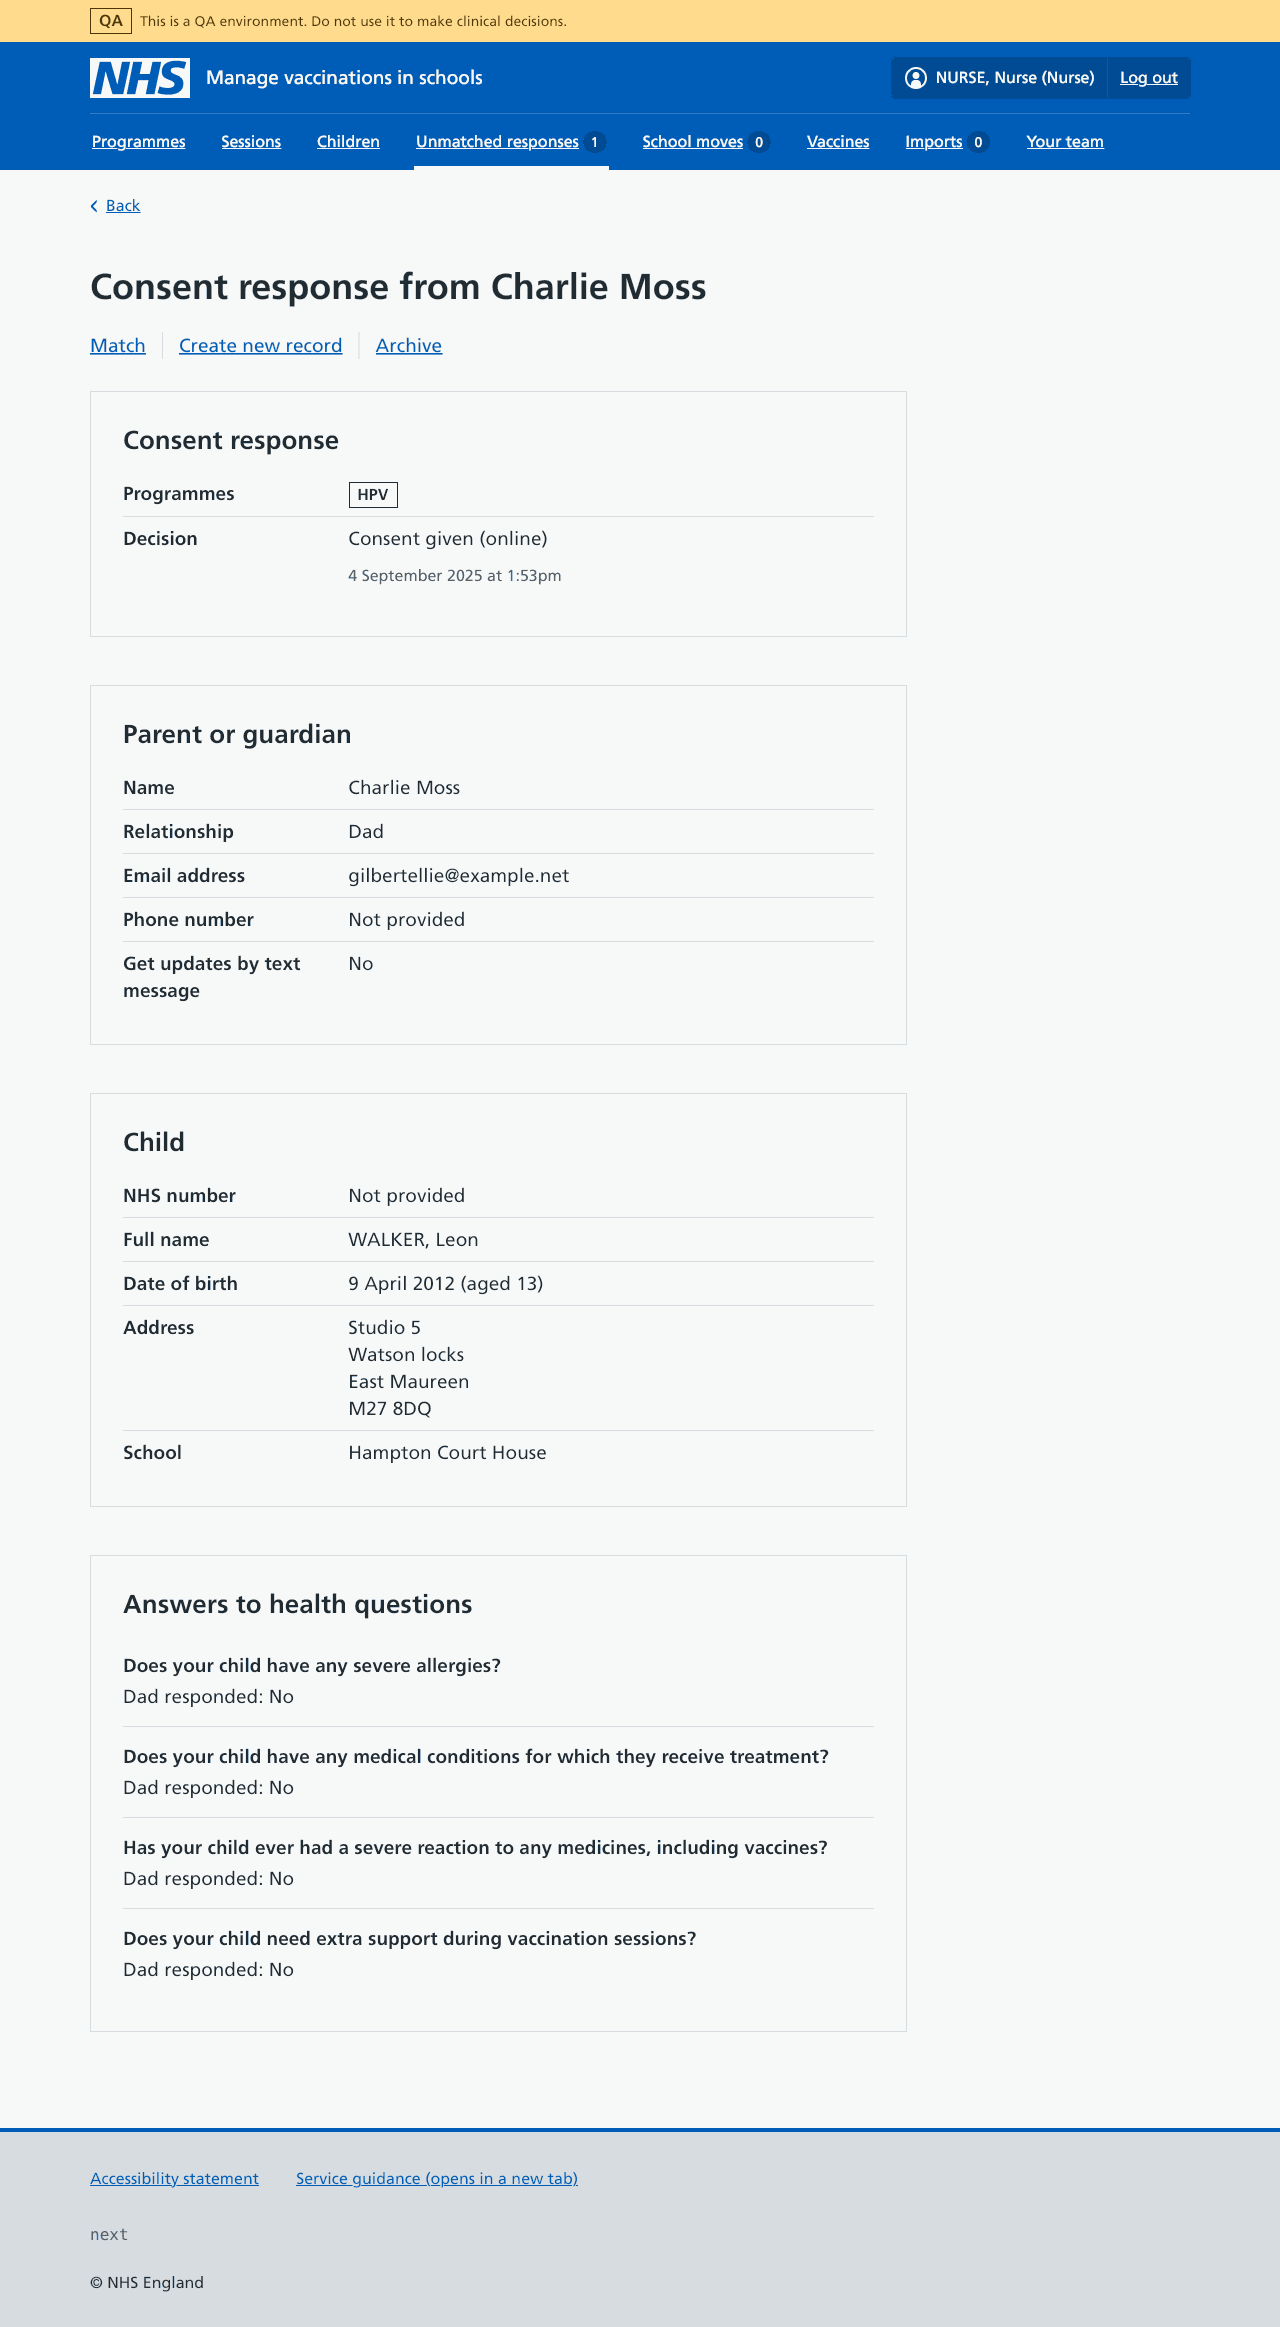 QA This is a QA environment. Do not use it to make clinical decisions.
NHS Manage vaccinations in schools NURSE, Nurse (Nurse) Log out
Programmes Sessions Children Unmatched responses 1 School moves 0 Vaccines Imports 0 Your team
Back
Consent response from Charlie Moss
Match Create new record Archive
Consent response
Programmes HPV
Decision Consent given (online)
4 September 2025 at 1:53pm
Parent or guardian
Name Charlie Moss
Relationship Dad
Email address gilbertellie@example.net
Phone number Not provided
Get updates by text No
message
Child
NHS number Not provided
Full name WALKER, Leon
Date of birth 9 April 2012 (aged 13)
Address Studio 5
Watson locks
East Maureen
M27 8DQ
School Hampton Court House
Answers to health questions
Does your child have any severe allergies?
Dad responded: No
Does your child have any medical conditions for which they receive treatment?
Dad responded: No
Has your child ever had a severe reaction to any medicines, including vaccines?
Dad responded: No
Does your child need extra support during vaccination sessions?
Dad responded: No
Accessibility statement Service guidance (opens in a new tab)
next
© NHS England